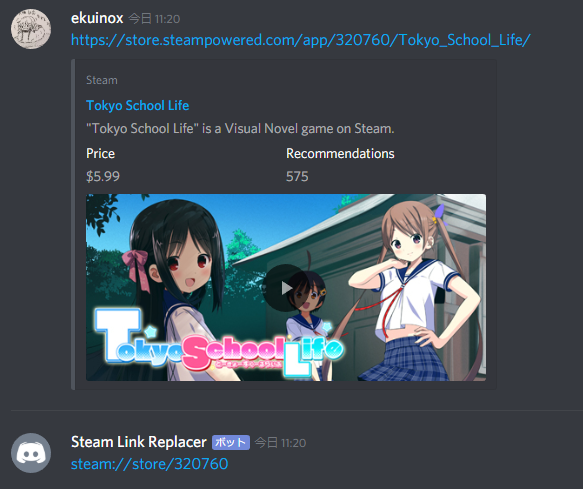 ekuinox 今日 11:20
https://store.steampowered.com/app/320760/Tokyo_School_Life/
Steam
Tokyo School Life
"Tokyo School Life" is a Visual Novel game on Steam.
Price Recommendations
$5.99 575
Tokyo School Life
Steam Link Replacer ボット 今日 11:20
steam://store/320760